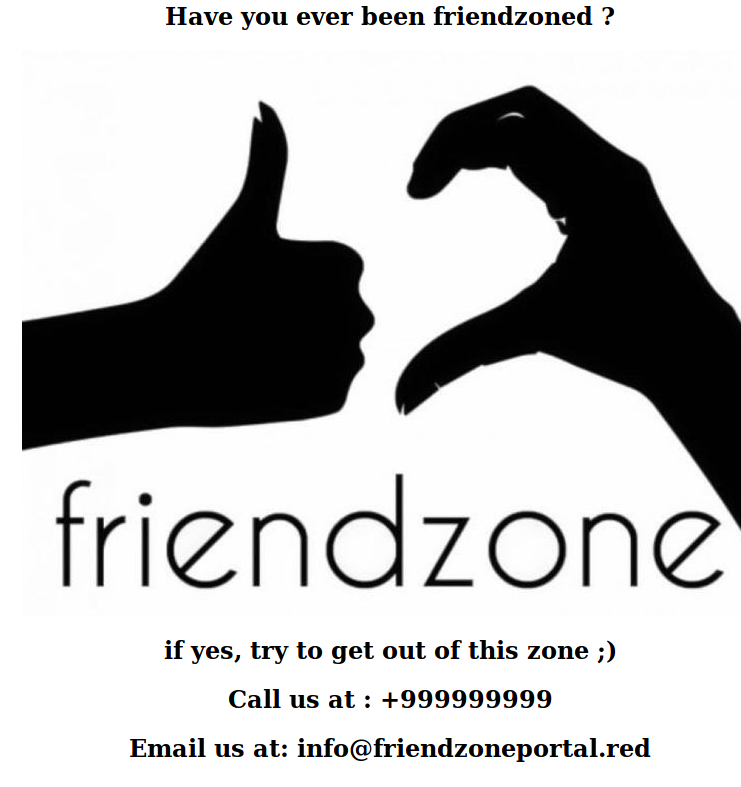 Have you ever been friendzoned ?
friendzone
if yes, try to get out of this zone ;)
Call us at : +999999999
Email us at: info@friendzoneportal.red